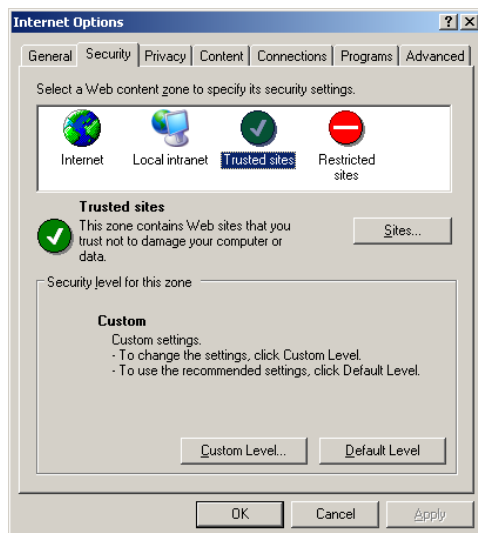 Internet Options
General Security Privacy Content Connections Programs Advanced
Select a Web content zone to specify its security settings.
Internet Local intranet Trusted sites Restricted
sites
Trusted sites
This zone contains Web sites that you
trust not to damage your computer or
data.
Sites...
Security level for this zone
Custom
Custom settings.
- To change the settings, click Custom Level.
- To use the recommended settings, click Default Level.
Custom Level... Default Level
OK Cancel Apply